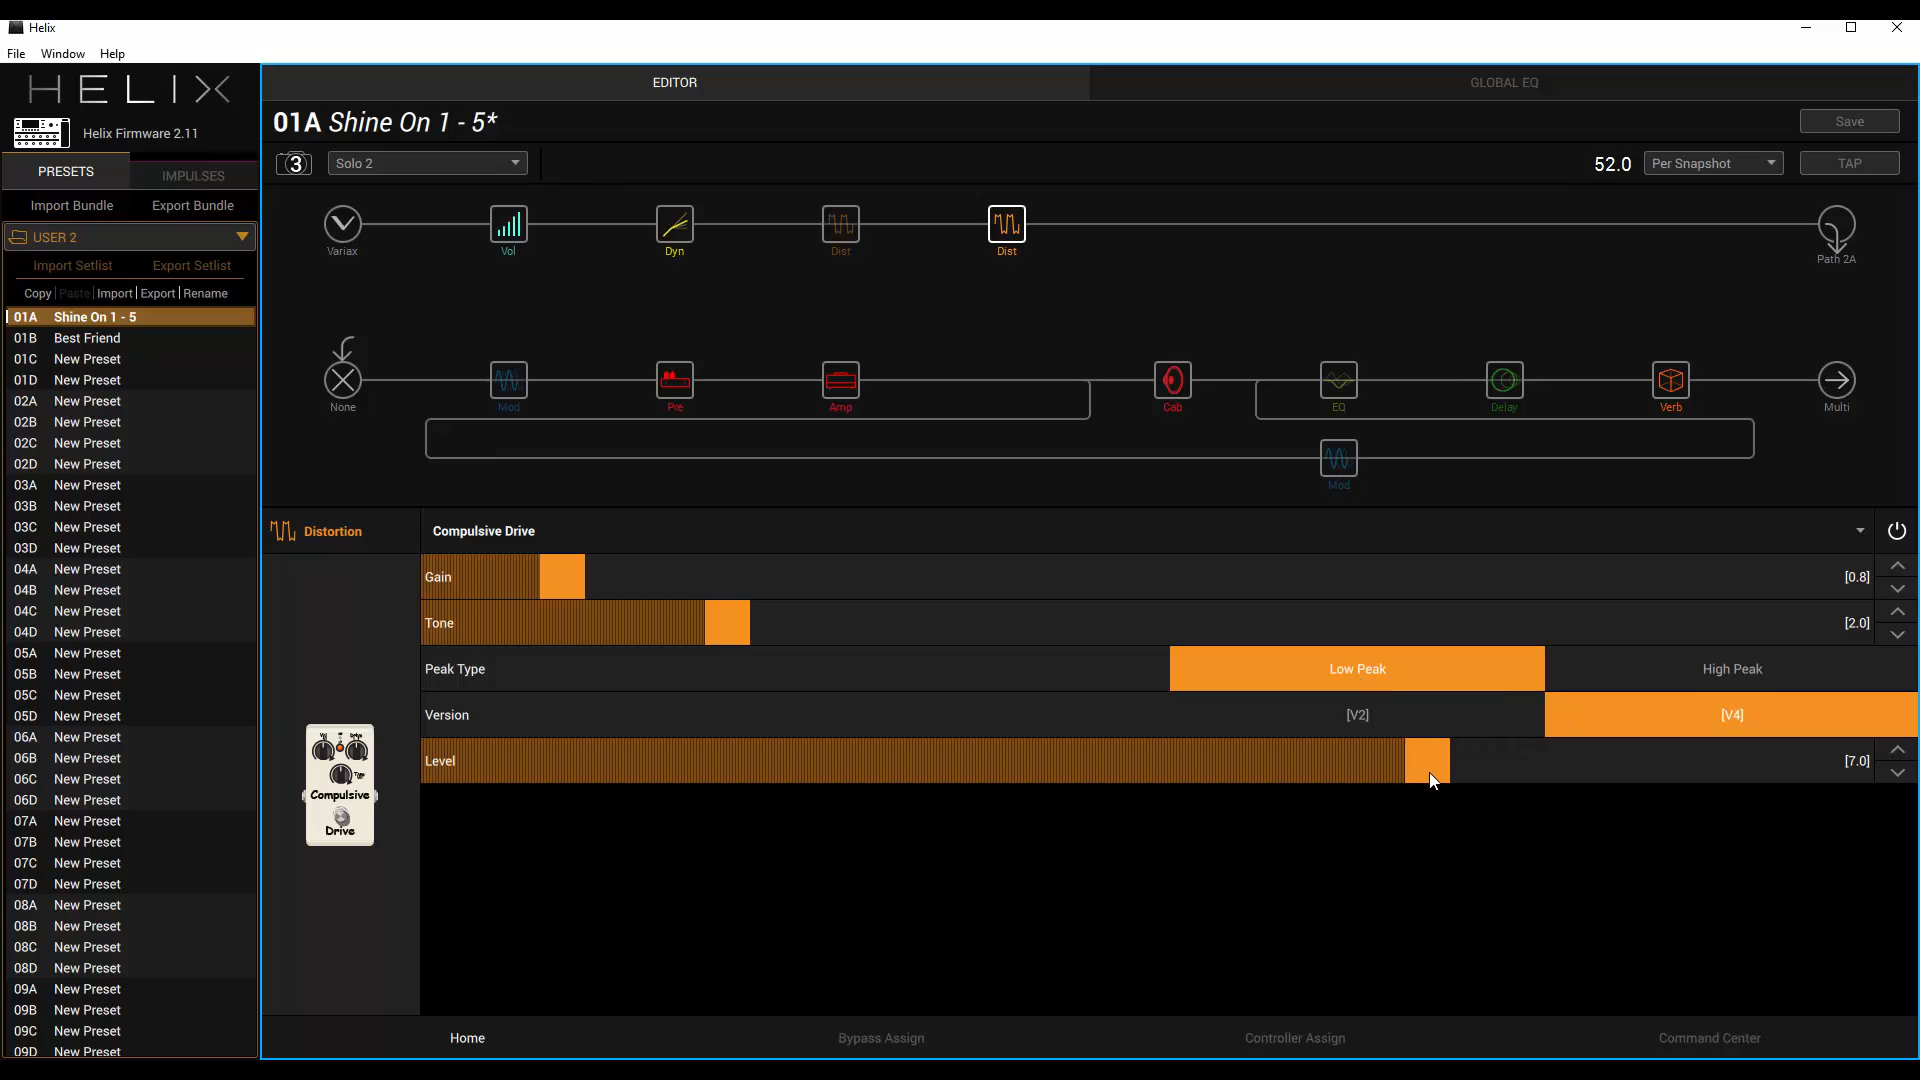 Helix
File Window Help
HELIX
Helix Firmware 2.11
PRESETS IMPULSES
Import Bundle Export Bundle
USER 2
Import Setlist Export Setlist
Copy Paste Import Export Rename
01A Shine On 1 - 5
01B Best Friend
01C New Preset
01D New Preset
02A New Preset
02B New Preset
02C New Preset
02D New Preset
03A New Preset
03B New Preset
03C New Preset
03D New Preset
04A New Preset
04B New Preset
04C New Preset
04D New Preset
05A New Preset
05B New Preset
05C New Preset
05D New Preset
06A New Preset
06B New Preset
06C New Preset
06D New Preset
07A New Preset
07B New Preset
07C New Preset
07D New Preset
08A New Preset
08B New Preset
08C New Preset
08D New Preset
09A New Preset
09B New Preset
09C New Preset
09D New Preset
EDITOR GLOBAL EQ
01A Shine On 1 - 5*
Save
3 Solo 2
52.0 Per Snapshot TAP
Variax Vol Dyn Dist Dist Path 2A
None Mod Pre Amp Cab EQ Delay Verb Multi
Mod
Distortion Compulsive Drive
Gain [0.8]
Tone [2.0]
Peak Type Low Peak High Peak
Version [V2] [V4]
Level [7.0]
Compulsive
Drive
Home Bypass Assign Controller Assign Command Center